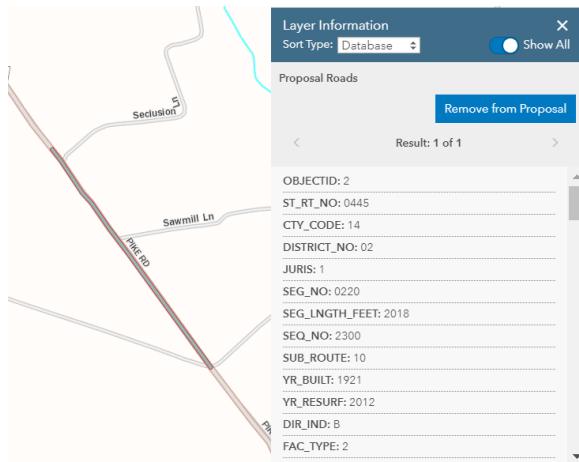 Layer Information
Sort Type: Database
Show All
Proposal Roads
Remove from Proposal
Result: 1 of 1
OBJECTID: 2
ST_RT_NO: 0445
CTY_CODE: 14
DISTRICT_NO: 02
JURIS: 1
SEG_NO: 0220
SEG_LNGTH_FEET: 2018
SEQ_NO: 2300
SUB_ROUTE: 10
YR_BUILT: 1921
YR_RESURF: 2012
DIR_IND: B
FAC_TYPE: 2
Seclusion Ln
Sawmill Ln
PIKE RD